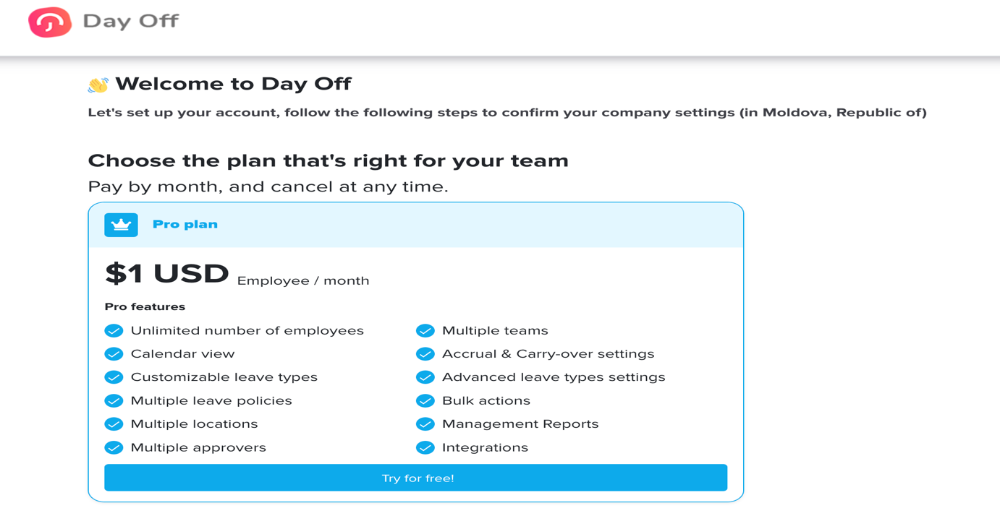 Day Off
👋 Welcome to Day Off
Let's set up your account, follow the following steps to confirm your company settings (in Moldova, Republic of)
Choose the plan that's right for your team
Pay by month, and cancel at any time.
Pro plan
$1 USD Employee / month
Pro features
Unlimited number of employees
Calendar view
Customizable leave types
Multiple leave policies
Multiple locations
Multiple approvers
Multiple teams
Accrual & Carry-over settings
Advanced leave types settings
Bulk actions
Management Reports
Integrations
Try for free!